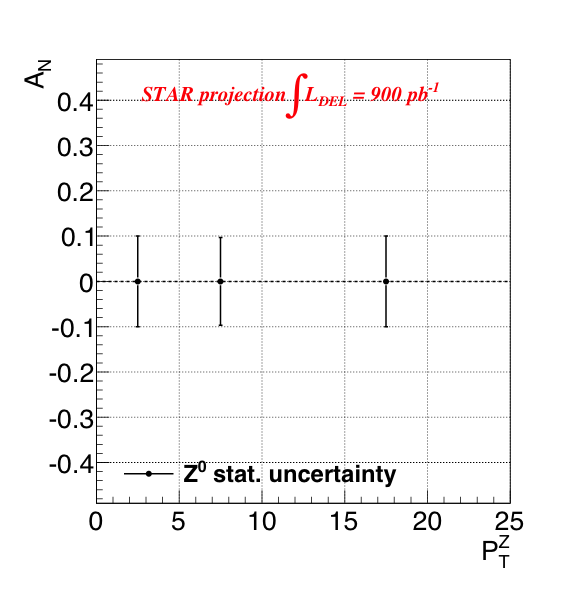 A_N
STAR projection ∫ L_DEL = 900 pb^-1
0.4
0.3
0.2
0.1
0
-0.1
-0.2
-0.3
-0.4
Z^0 stat. uncertainty
0 5 10 15 20 25
P_T^Z